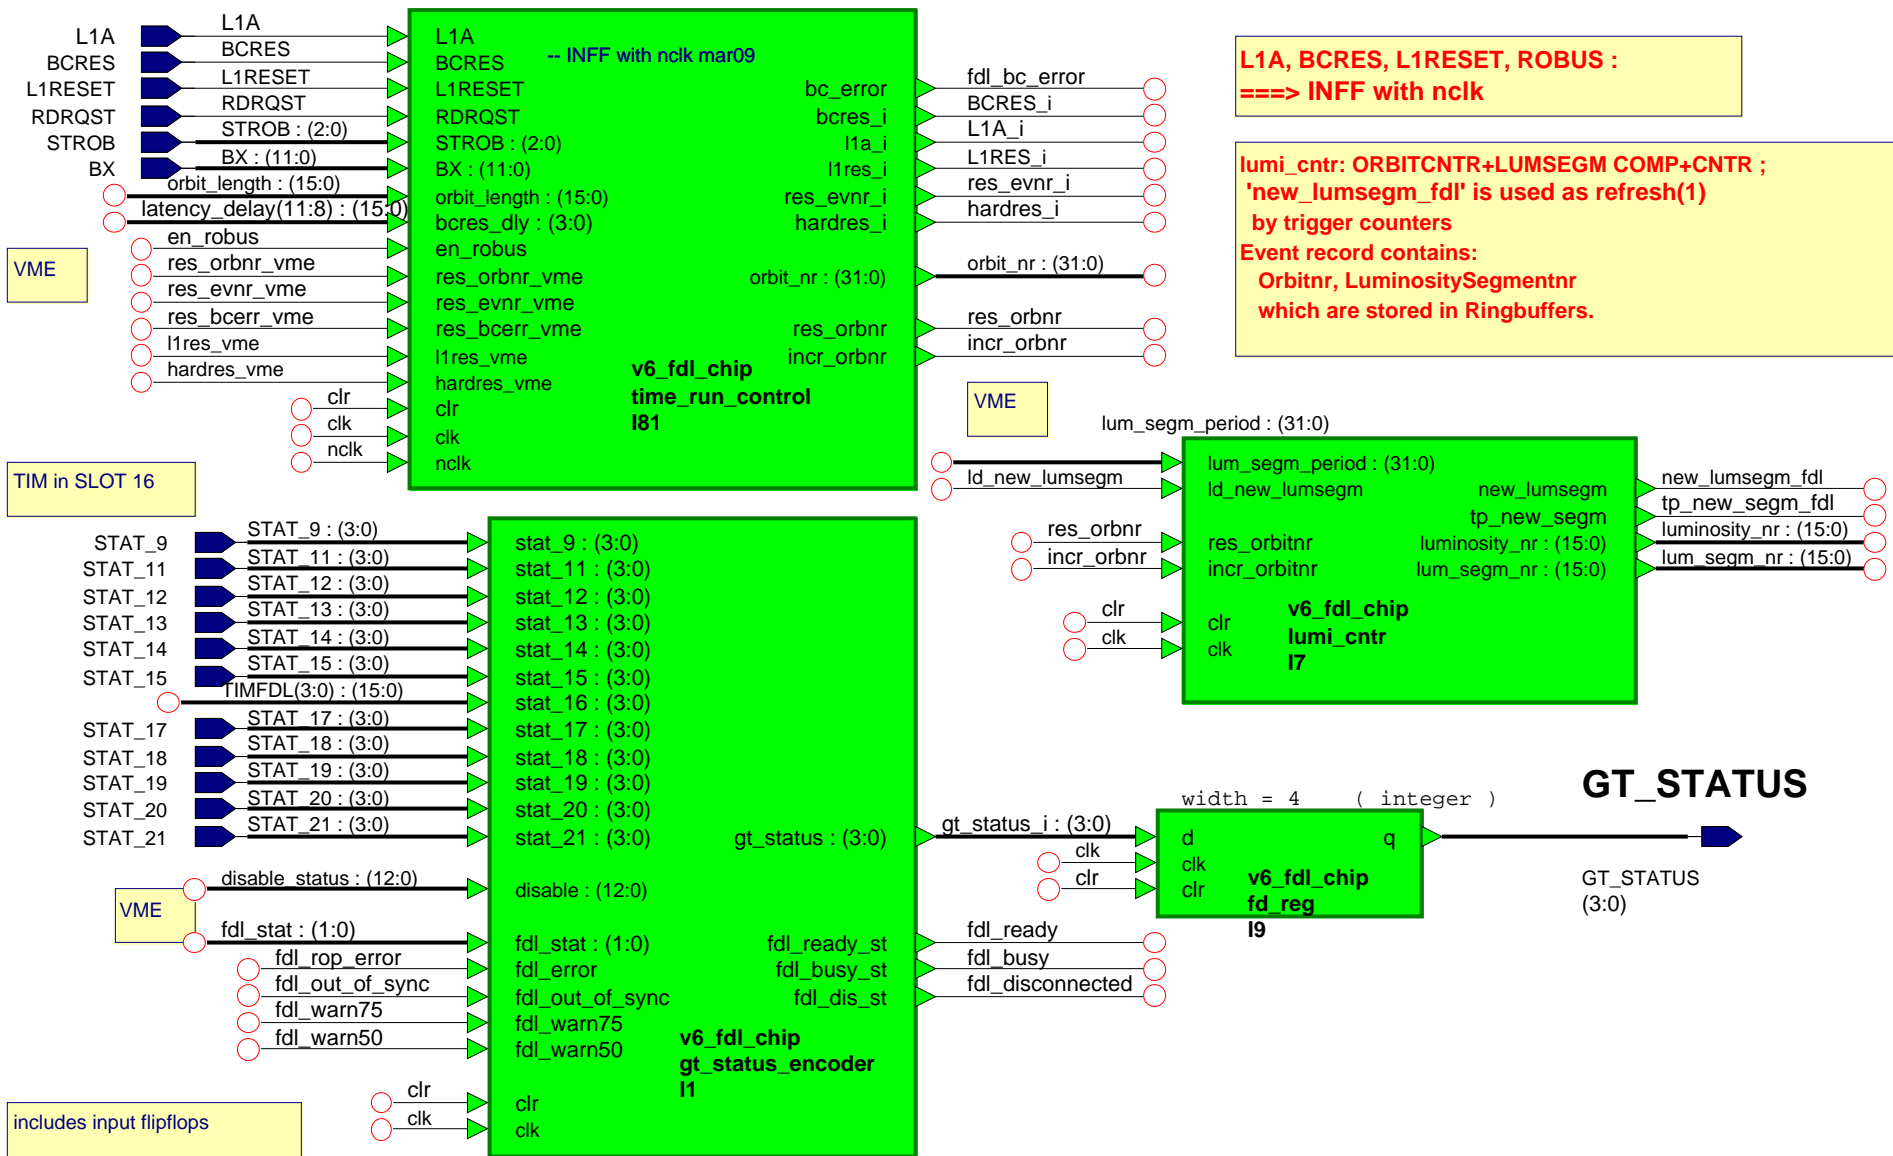 L1A
BCRES
L1RESET
RDRQST
STROB
BX
L1A
BCRES
L1RESET
RDRQST
STROB : (2:0)
BX : (11:0)
orbit_length : (15:0)
latency_delay(11:8) : (15:0)
en_robus
res_orbnr_vme
res_evnr_vme
res_bcerr_vme
l1res_vme
hardres_vme
clr
clk
nclk
VME
L1A
-- INFF with nclk mar09
BCRES
L1RESET
RDRQST
STROB : (2:0)
BX : (11:0)
orbit_length : (15:0)
bcres_dly : (3:0)
en_robus
res_orbnr_vme
res_evnr_vme
res_bcerr_vme
l1res_vme
hardres_vme
clr
clk
nclk
bc_error
bcres_i
l1a_i
l1res_i
res_evnr_i
hardres_i
orbit_nr : (31:0)
res_orbnr
incr_orbnr
v6_fdl_chip
time_run_control
I81
fdl_bc_error
BCRES_i
L1A_i
L1RES_i
res_evnr_i
hardres_i
orbit_nr : (31:0)
res_orbnr
incr_orbnr
L1A, BCRES, L1RESET, ROBUS :
===> INFF with nclk
lumi_cntr: ORBITCNTR+LUMSEGM COMP+CNTR ;
'new_lumsegm_fdl' is used as refresh(1)
by trigger counters
Event record contains:
Orbitnr, LuminositySegmentnr
which are stored in Ringbuffers.
VME
lum_segm_period : (31:0)
ld_new_lumsegm
res_orbnr
incr_orbnr
clr
clk
lum_segm_period : (31:0)
ld_new_lumsegm
res_orbitnr
incr_orbitnr
clr
clk
new_lumsegm
tp_new_segm
luminosity_nr : (15:0)
lum_segm_nr : (15:0)
v6_fdl_chip
lumi_cntr
I7
new_lumsegm_fdl
tp_new_segm_fdl
luminosity_nr : (15:0)
lum_segm_nr : (15:0)
TIM in SLOT 16
STAT_9
STAT_11
STAT_12
STAT_13
STAT_14
STAT_15
STAT_17
STAT_18
STAT_19
STAT_20
STAT_21
STAT_9 : (3:0)
STAT_11 : (3:0)
STAT_12 : (3:0)
STAT_13 : (3:0)
STAT_14 : (3:0)
STAT_15 : (3:0)
TIMFDL(3:0) : (15:0)
STAT_17 : (3:0)
STAT_18 : (3:0)
STAT_19 : (3:0)
STAT_20 : (3:0)
STAT_21 : (3:0)
VME
disable_status : (12:0)
fdl_stat : (1:0)
fdl_rop_error
fdl_out_of_sync
fdl_warn75
fdl_warn50
clr
clk
stat_9 : (3:0)
stat_11 : (3:0)
stat_12 : (3:0)
stat_13 : (3:0)
stat_14 : (3:0)
stat_15 : (3:0)
stat_16 : (3:0)
stat_17 : (3:0)
stat_18 : (3:0)
stat_19 : (3:0)
stat_20 : (3:0)
stat_21 : (3:0)
disable : (12:0)
fdl_stat : (1:0)
fdl_error
fdl_out_of_sync
fdl_warn75
fdl_warn50
clr
clk
gt_status : (3:0)
fdl_ready_st
fdl_busy_st
fdl_dis_st
v6_fdl_chip
gt_status_encoder
I1
gt_status_i : (3:0)
clk
clr
fdl_ready
fdl_busy
fdl_disconnected
width = 4 ( integer )
d
clk
clr
q
v6_fdl_chip
fd_reg
I9
GT_STATUS
GT_STATUS
(3:0)
includes input flipflops